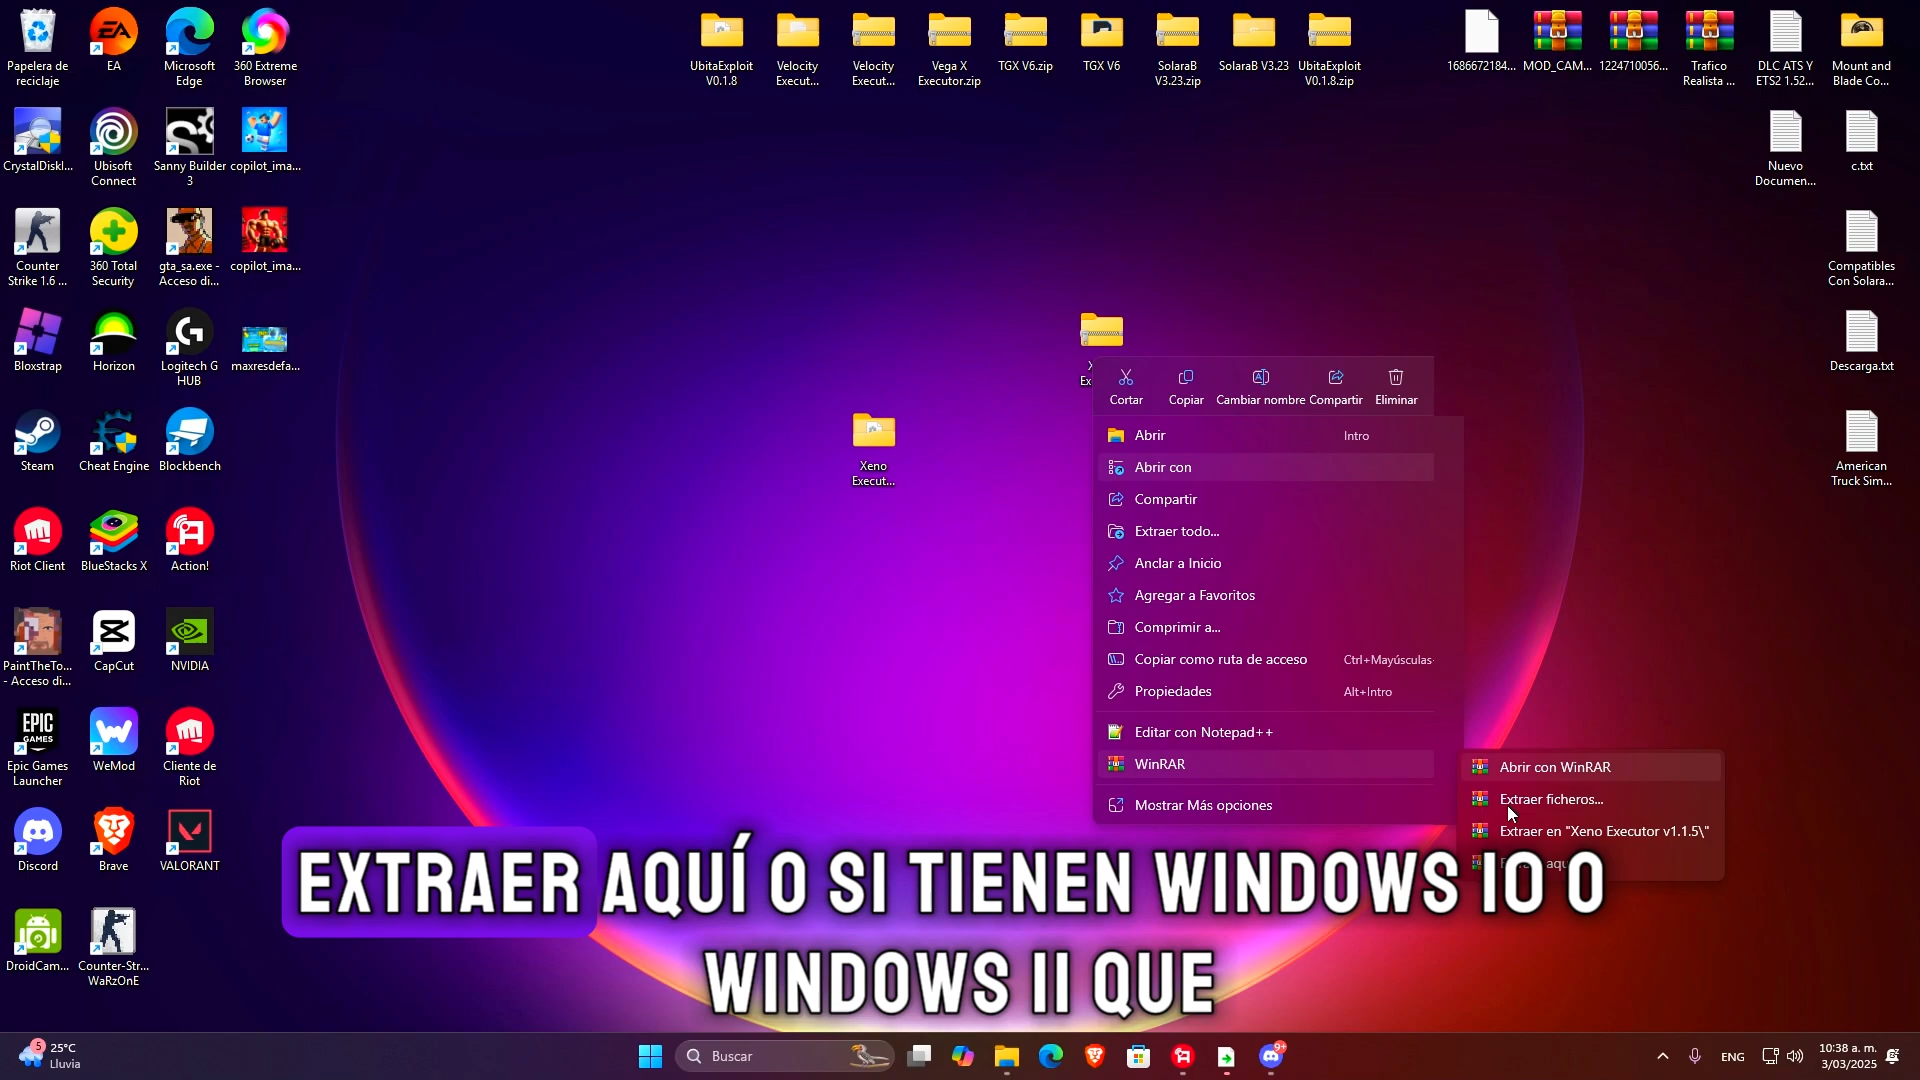 Papelera de
reciclaje
EA
Microsoft
Edge
360 Extreme
Browser
UbitaExploit
V0.1.8
Velocity
Execut...
Velocity
Execut...
Vega X
Executor.zip
TGX V6.zip
TGX V6
SolaraB
V3.23.zip
SolaraB V3.23
UbitaExploit
V0.1.8.zip
1686672184...
MOD_CAM...
1224710056...
Trafico
Realista ...
DLC ATS Y
ETS2 1.52...
Mount and
Blade Co...
CrystalDiskI...
Ubisoft
Connect
Sanny Builder
3
copilot_ima...
Nuevo
Documen...
c.txt
Counter
Strike 1.6 ...
360 Total
Security
gta_sa.exe -
Acceso di...
copilot_ima...
Compatibles
Con Solara...
Bloxstrap
Horizon
Logitech G
HUB
maxresdefa...
Descarga.txt
Steam
Cheat Engine
Blockbench
Xeno
Execut...
American
Truck Sim...
Cortar
Copiar
Cambiar nombre
Compartir
Eliminar
Abrir Intro
Abrir con
Compartir
Extraer todo...
Anclar a Inicio
Agregar a Favoritos
Comprimir a...
Copiar como ruta de acceso Ctrl+Mayúsculas
Propiedades Alt+Intro
Editar con Notepad++
WinRAR
Mostrar Más opciones
Abrir con WinRAR
Extraer ficheros...
Extraer en "Xeno Executor v1.1.5\"
Riot Client
BlueStacks X
Action!
PaintTheTo...
- Acceso di...
CapCut
NVIDIA
EPIC
GAMES
Epic Games
Launcher
WeMod
Cliente de
Riot
Discord
Brave
VALORANT
DroidCam...
Counter-Str...
WaRzOnE
EXTRAER AQUÍ O SI TIENEN WINDOWS 10 O
WINDOWS 11 QUE
5
25°C
Lluvia
Buscar
9+
ENG
10:38 a. m.
3/03/2025